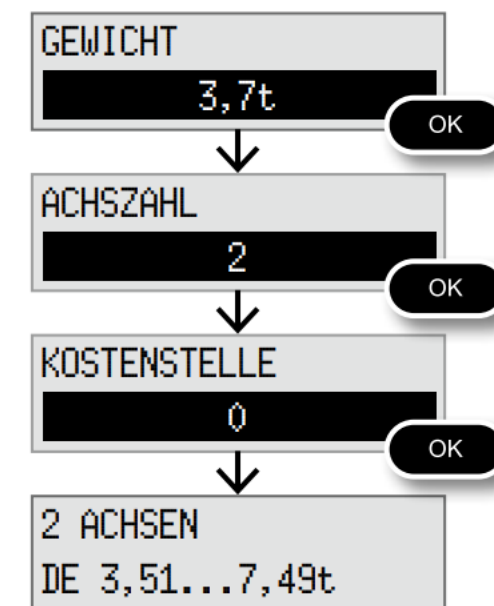 GEWICHT
3,7t
OK
ACHSZAHL
2
OK
KOSTENSTELLE
0
OK
2 ACHSEN
DE 3,51...7,49t